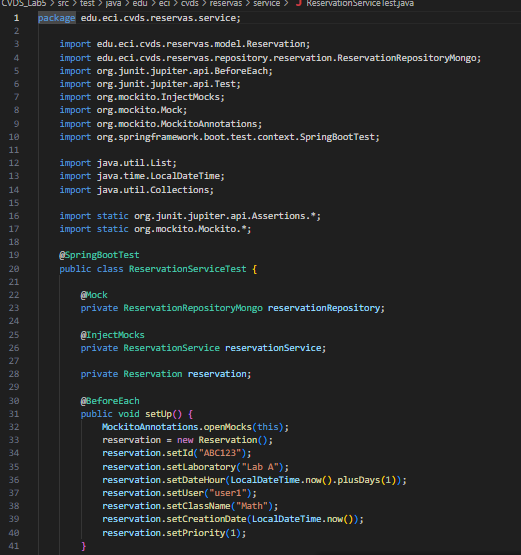 CVDS_Lab5 > src > test > java > edu > eci > cvds > reservas > service > J ReservationServiceTest.java
1 package edu.eci.cvds.reservas.service;
2
3 import edu.eci.cvds.reservas.model.Reservation;
4 import edu.eci.cvds.reservas.repository.reservation.ReservationRepositoryMongo;
5 import org.junit.jupiter.api.BeforeEach;
6 import org.junit.jupiter.api.Test;
7 import org.mockito.InjectMocks;
8 import org.mockito.Mock;
9 import org.mockito.MockitoAnnotations;
10 import org.springframework.boot.test.context.SpringBootTest;
11
12 import java.util.List;
13 import java.time.LocalDateTime;
14 import java.util.Collections;
15
16 import static org.junit.jupiter.api.Assertions.*;
17 import static org.mockito.Mockito.*;
18
19 @SpringBootTest
20 public class ReservationServiceTest {
21
22 @Mock
23 private ReservationRepositoryMongo reservationRepository;
24
25 @InjectMocks
26 private ReservationService reservationService;
27
28 private Reservation reservation;
29
30 @BeforeEach
31 public void setUp() {
32 MockitoAnnotations.openMocks(this);
33 reservation = new Reservation();
34 reservation.setId("ABC123");
35 reservation.setLaboratory("Lab A");
36 reservation.setDateHour(LocalDateTime.now().plusDays(1));
37 reservation.setUser("user1");
38 reservation.setClassName("Math");
39 reservation.setCreationDate(LocalDateTime.now());
40 reservation.setPriority(1);
41 }